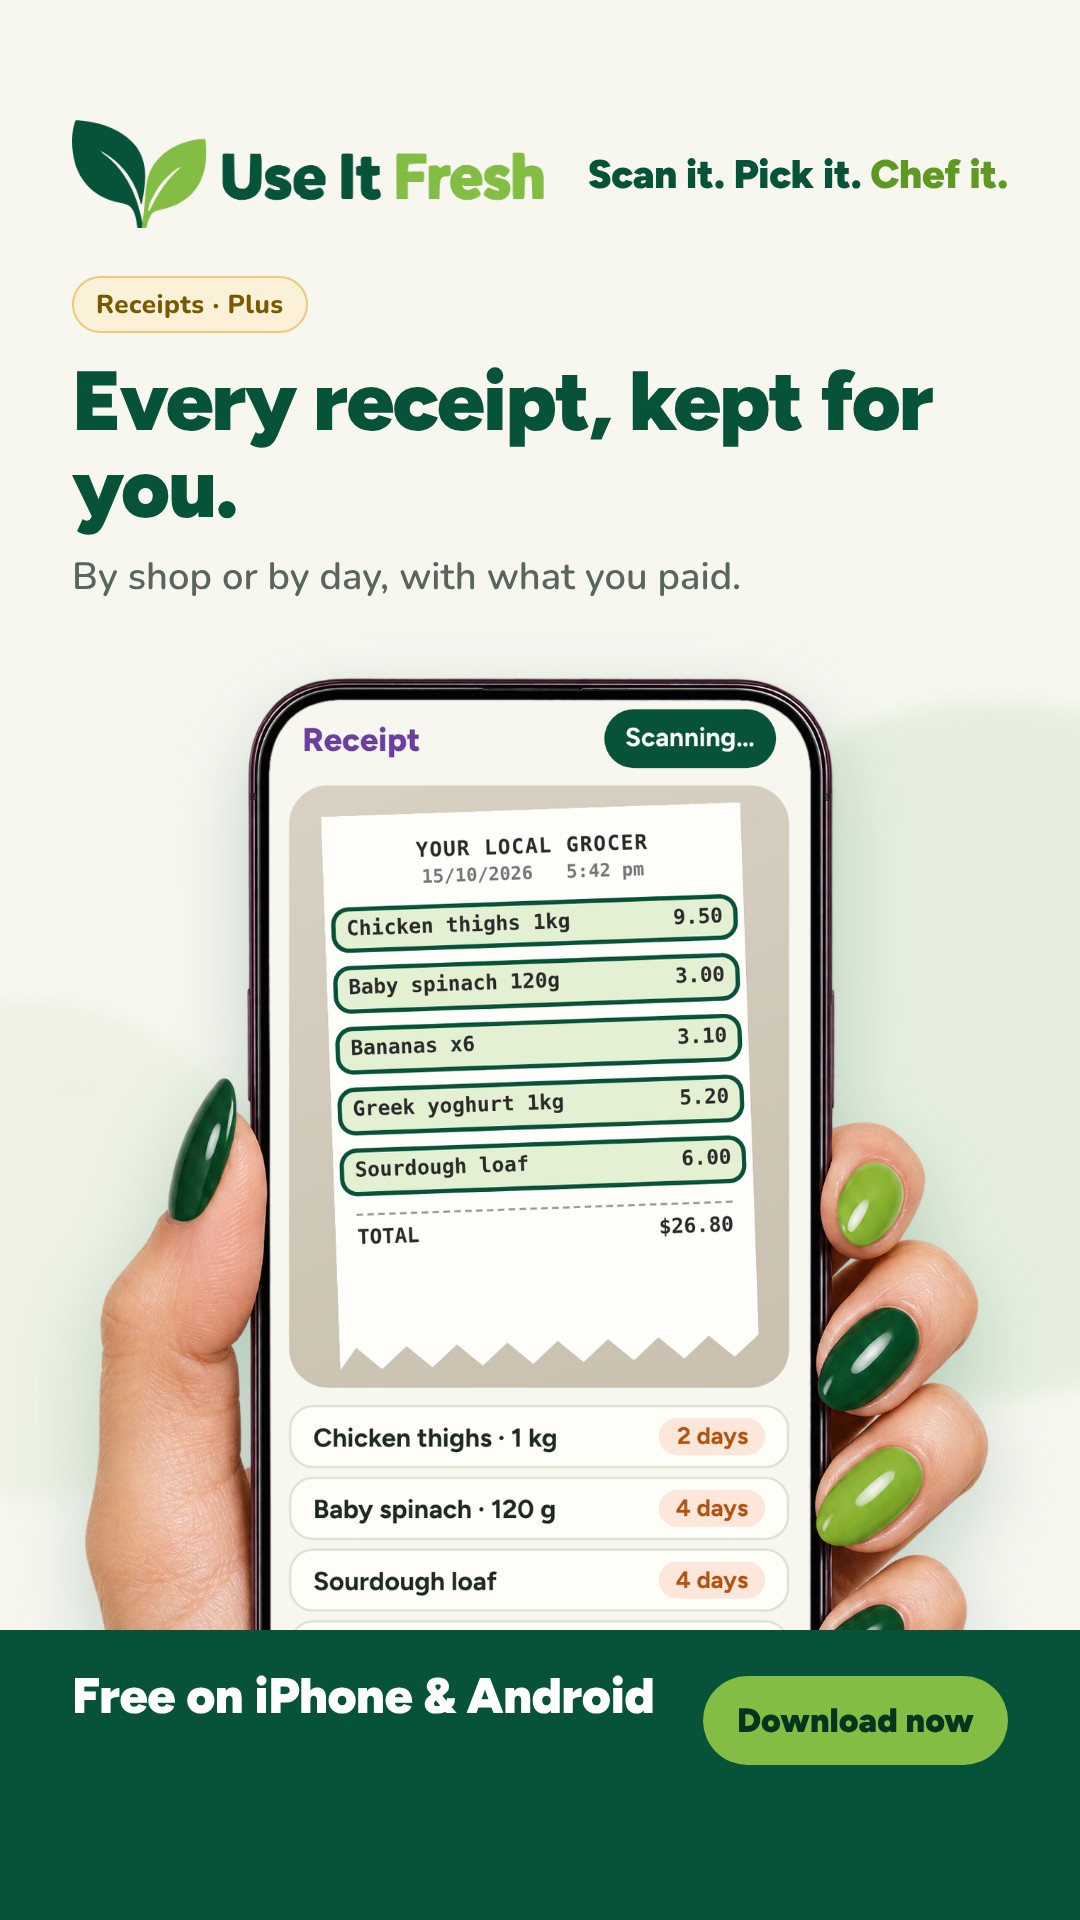 Use It Fresh
Scan it. Pick it. Chef it.
Receipts · Plus
Every receipt, kept for
you.
By shop or by day, with what you paid.
Receipt
Scanning...
YOUR LOCAL GROCER
15/10/2026 5:42 pm
Chicken thighs 1kg 9.50
Baby spinach 120g 3.00
Bananas x6 3.10
Greek yoghurt 1kg 5.20
Sourdough loaf 6.00
TOTAL $26.80
Chicken thighs · 1 kg 2 days
Baby spinach · 120 g 4 days
Sourdough loaf 4 days
Free on iPhone & Android
Download now